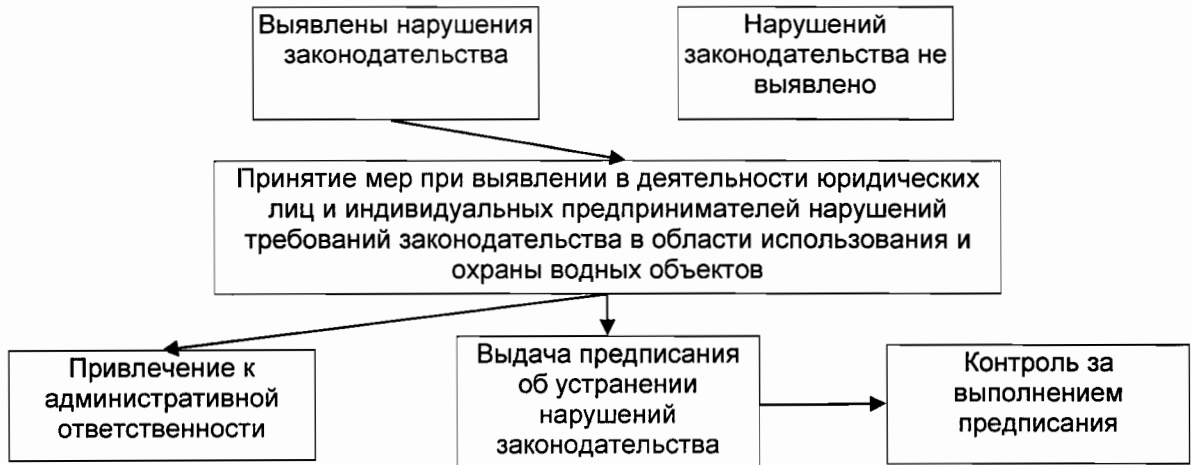 Выявлены нарушения
законодательства
Нарушений
законодательства не
выявлено
Принятие мер при выявлении в деятельности юридических
лиц и индивидуальных предпринимателей нарушений
требований законодательства в области использования и
охраны водных объектов
Привлечение к
административной
ответственности
Выдача предписания
об устранении
нарушений
законодательства
Контроль за
выполнением
предписания